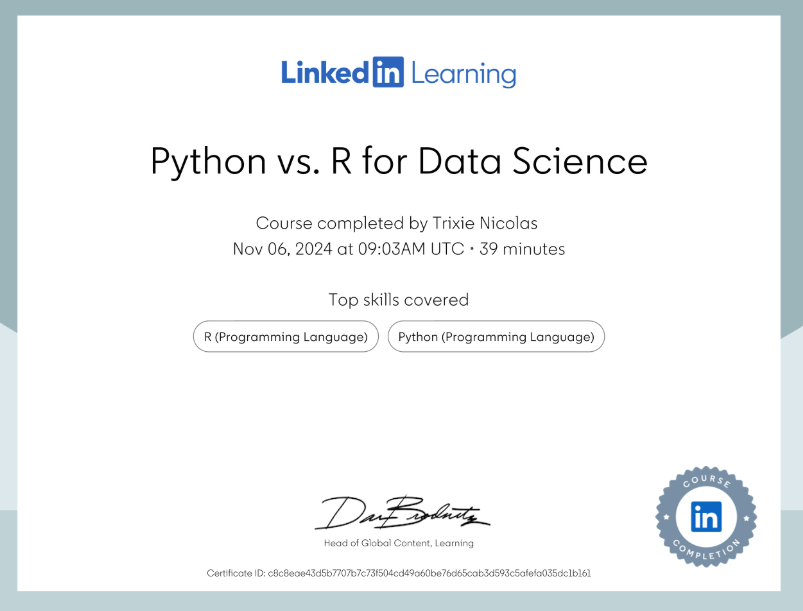 Linked in Learning
Python vs. R for Data Science
Course completed by Trixie Nicolas
Nov 06, 2024 at 09:03AM UTC • 39 minutes
Top skills covered
R (Programming Language) Python (Programming Language)
Head of Global Content, Learning
COURSE
in
COMPLETION
Certificate ID: c8c8eae43d5b7707b7c73f504cd49a60be76d65cab3d593c5afefa035dc1b161